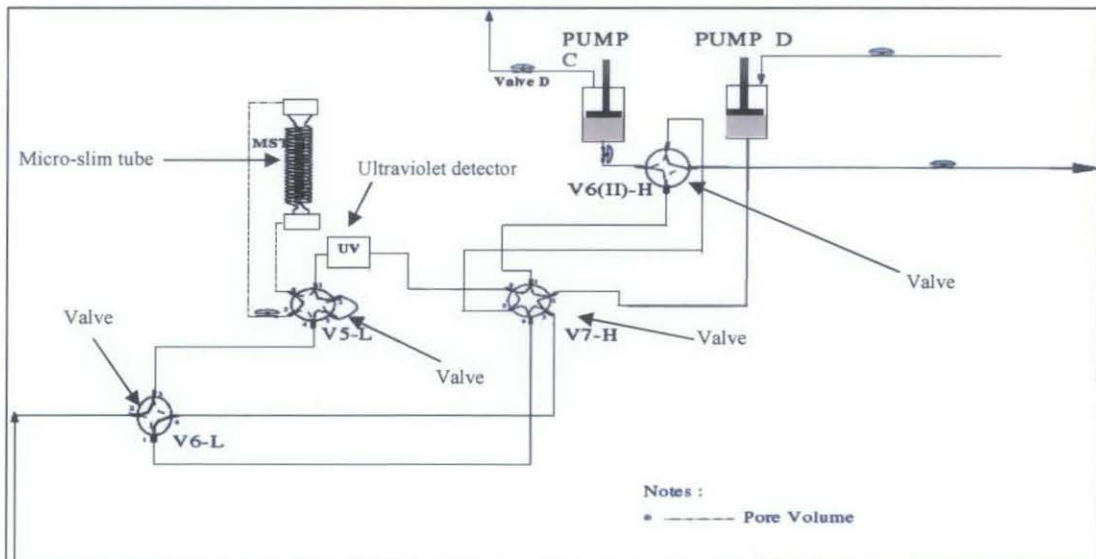 PUMP
C
PUMP D
Valve D
MST
Micro-slim tube
Ultraviolet detector
UV
V6(II)-H
Valve
Valve
V5-L
Valve
V7-H
Valve
V6-L
Notes :
* ------- Pore Volume